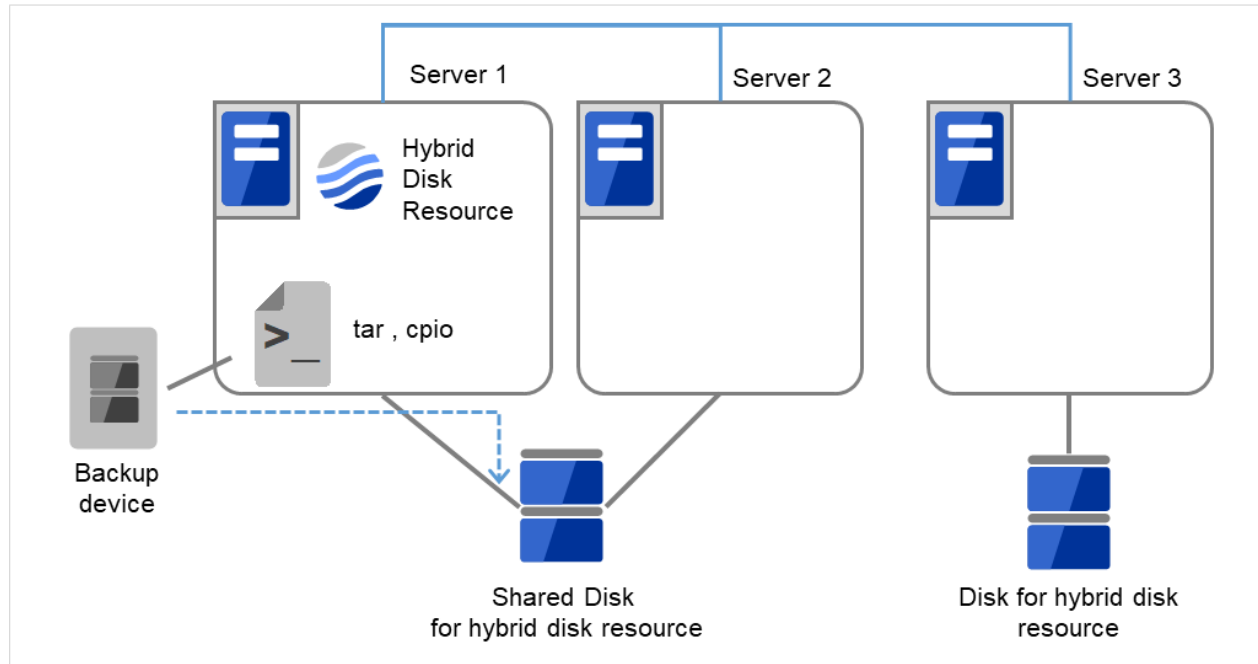 Server 1
Server 2
Server 3
Hybrid
Disk
Resource
>_
tar , cpio
Backup
device
Shared Disk
for hybrid disk resource
Disk for hybrid disk
resource